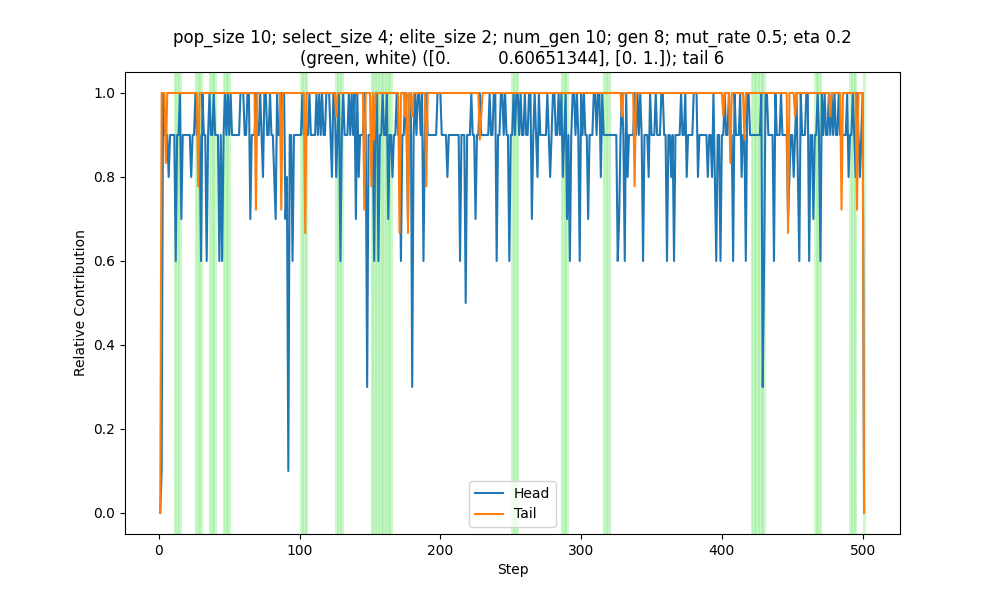 pop_size 10; select_size 4; elite_size 2; num_gen 10; gen 8; mut_rate 0.5; eta 0.2
(green, white) ([0.         0.60651344], [0. 1.]); tail 6
1.0
0.8
0.6
0.4
0.2
0.0
Relative Contribution
Head
Tail
0
100
200
300
400
500
Step